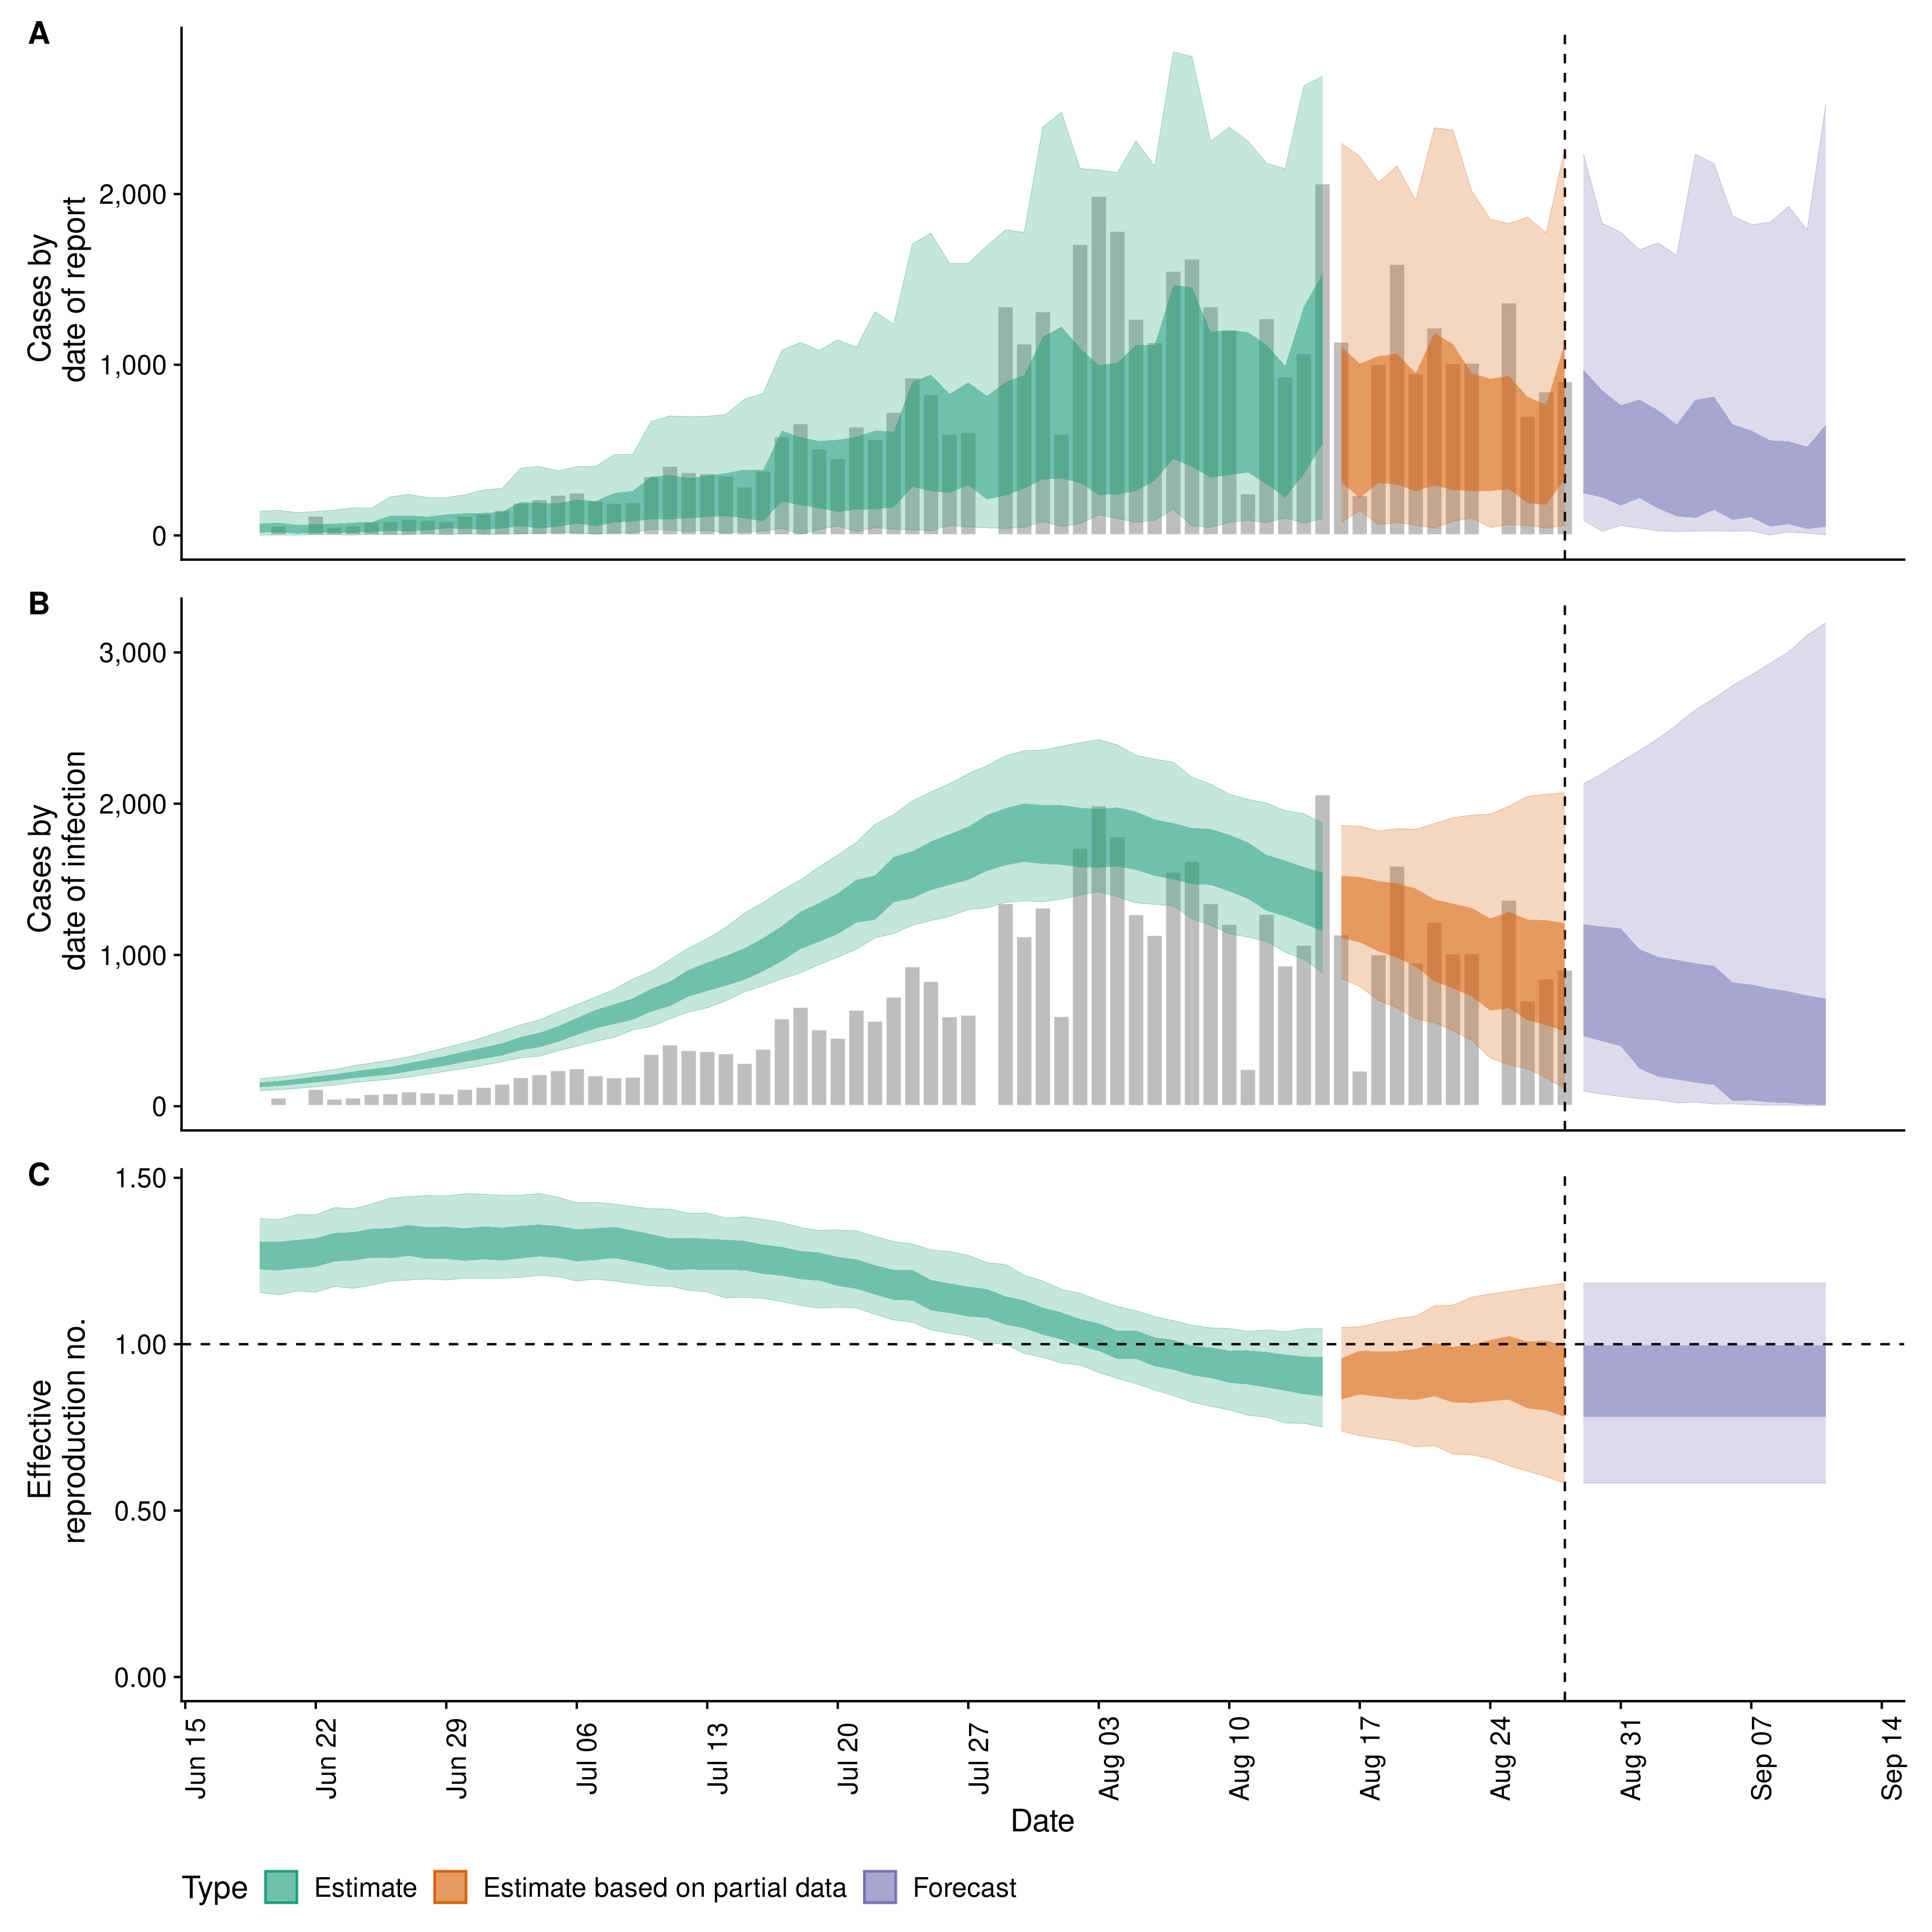 A
Cases by
date of report
2,000
1,000
0
B
Cases by
date of infection
3,000
2,000
1,000
0
C
Effective
reproduction no.
1.50
1.00
0.50
0.00
Jun 15
Jun 22
Jun 29
Jul 06
Jul 13
Jul 20
Jul 27
Aug 03
Aug 10
Aug 17
Aug 24
Aug 31
Sep 07
Sep 14
Date
Type Estimate Estimate based on partial data Forecast